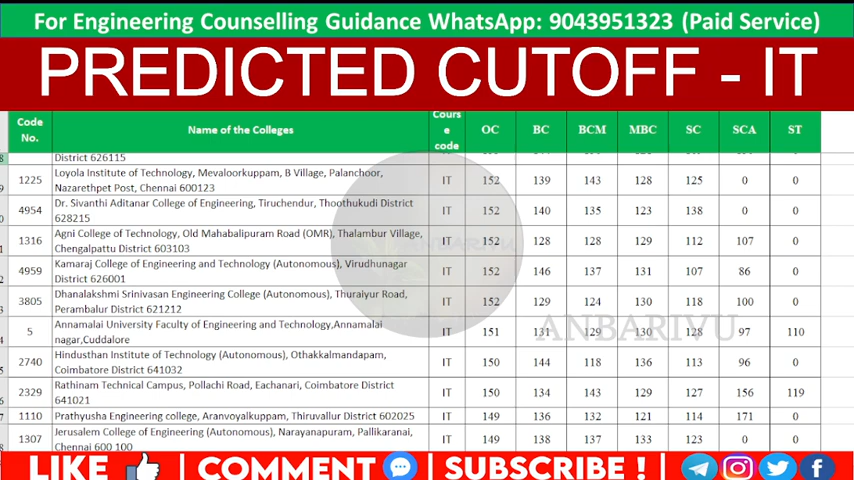 For Engineering Counselling Guidance WhatsApp: 9043951323 (Paid Service)
PREDICTED CUTOFF - IT
Code No. Name of the Colleges Cours e code OC BC BCM MBC SC SCA ST
District 626115
1225 Loyola Institute of Technology, Mevaloorkuppam, B Village, Palanchoor, IT 152 139 143 128 125 0 0
Nazarethpet Post, Chennai 600123
4954 Dr. Sivanthi Aditanar College of Engineering, Tiruchendur, Thoothukudi District IT 152 140 135 123 138 0 0
628215
1316 Agni College of Technology, Old Mahabalipuram Road (OMR), Thalambur Village, IT 152 128 128 129 112 107 0
Chengalpattu District 603103
4959 Kamaraj College of Engineering and Technology (Autonomous), Virudhunagar IT 152 146 137 131 107 86 0
District 626001
3805 Dhanalakshmi Srinivasan Engineering College (Autonomous), Thuraiyur Road, IT 152 129 124 130 118 100 0
Perambalur District 621212
5 Annamalai University Faculty of Engineering and Technology,Annamalai IT 151 131 129 130 128 97 110
nagar,Cuddalore
2740 Hindusthan Institute of Technology (Autonomous), Othakkalmandapam, IT 150 144 118 136 113 96 0
Coimbatore District 641032
2329 Rathinam Technical Campus, Pollachi Road, Eachanari, Coimbatore District IT 150 134 143 129 127 156 119
641021
1110 Prathyusha Engineering college, Aranvoyalkuppam, Thiruvallur District 602025 IT 149 136 132 121 114 171 0
1307 Jerusalem College of Engineering (Autonomous), Narayanapuram, Pallikaranai, IT 149 138 137 133 123 0 0
Chennai 600 100
ANBARIVU
LIKE | COMMENT | SUBSCRIBE ! |